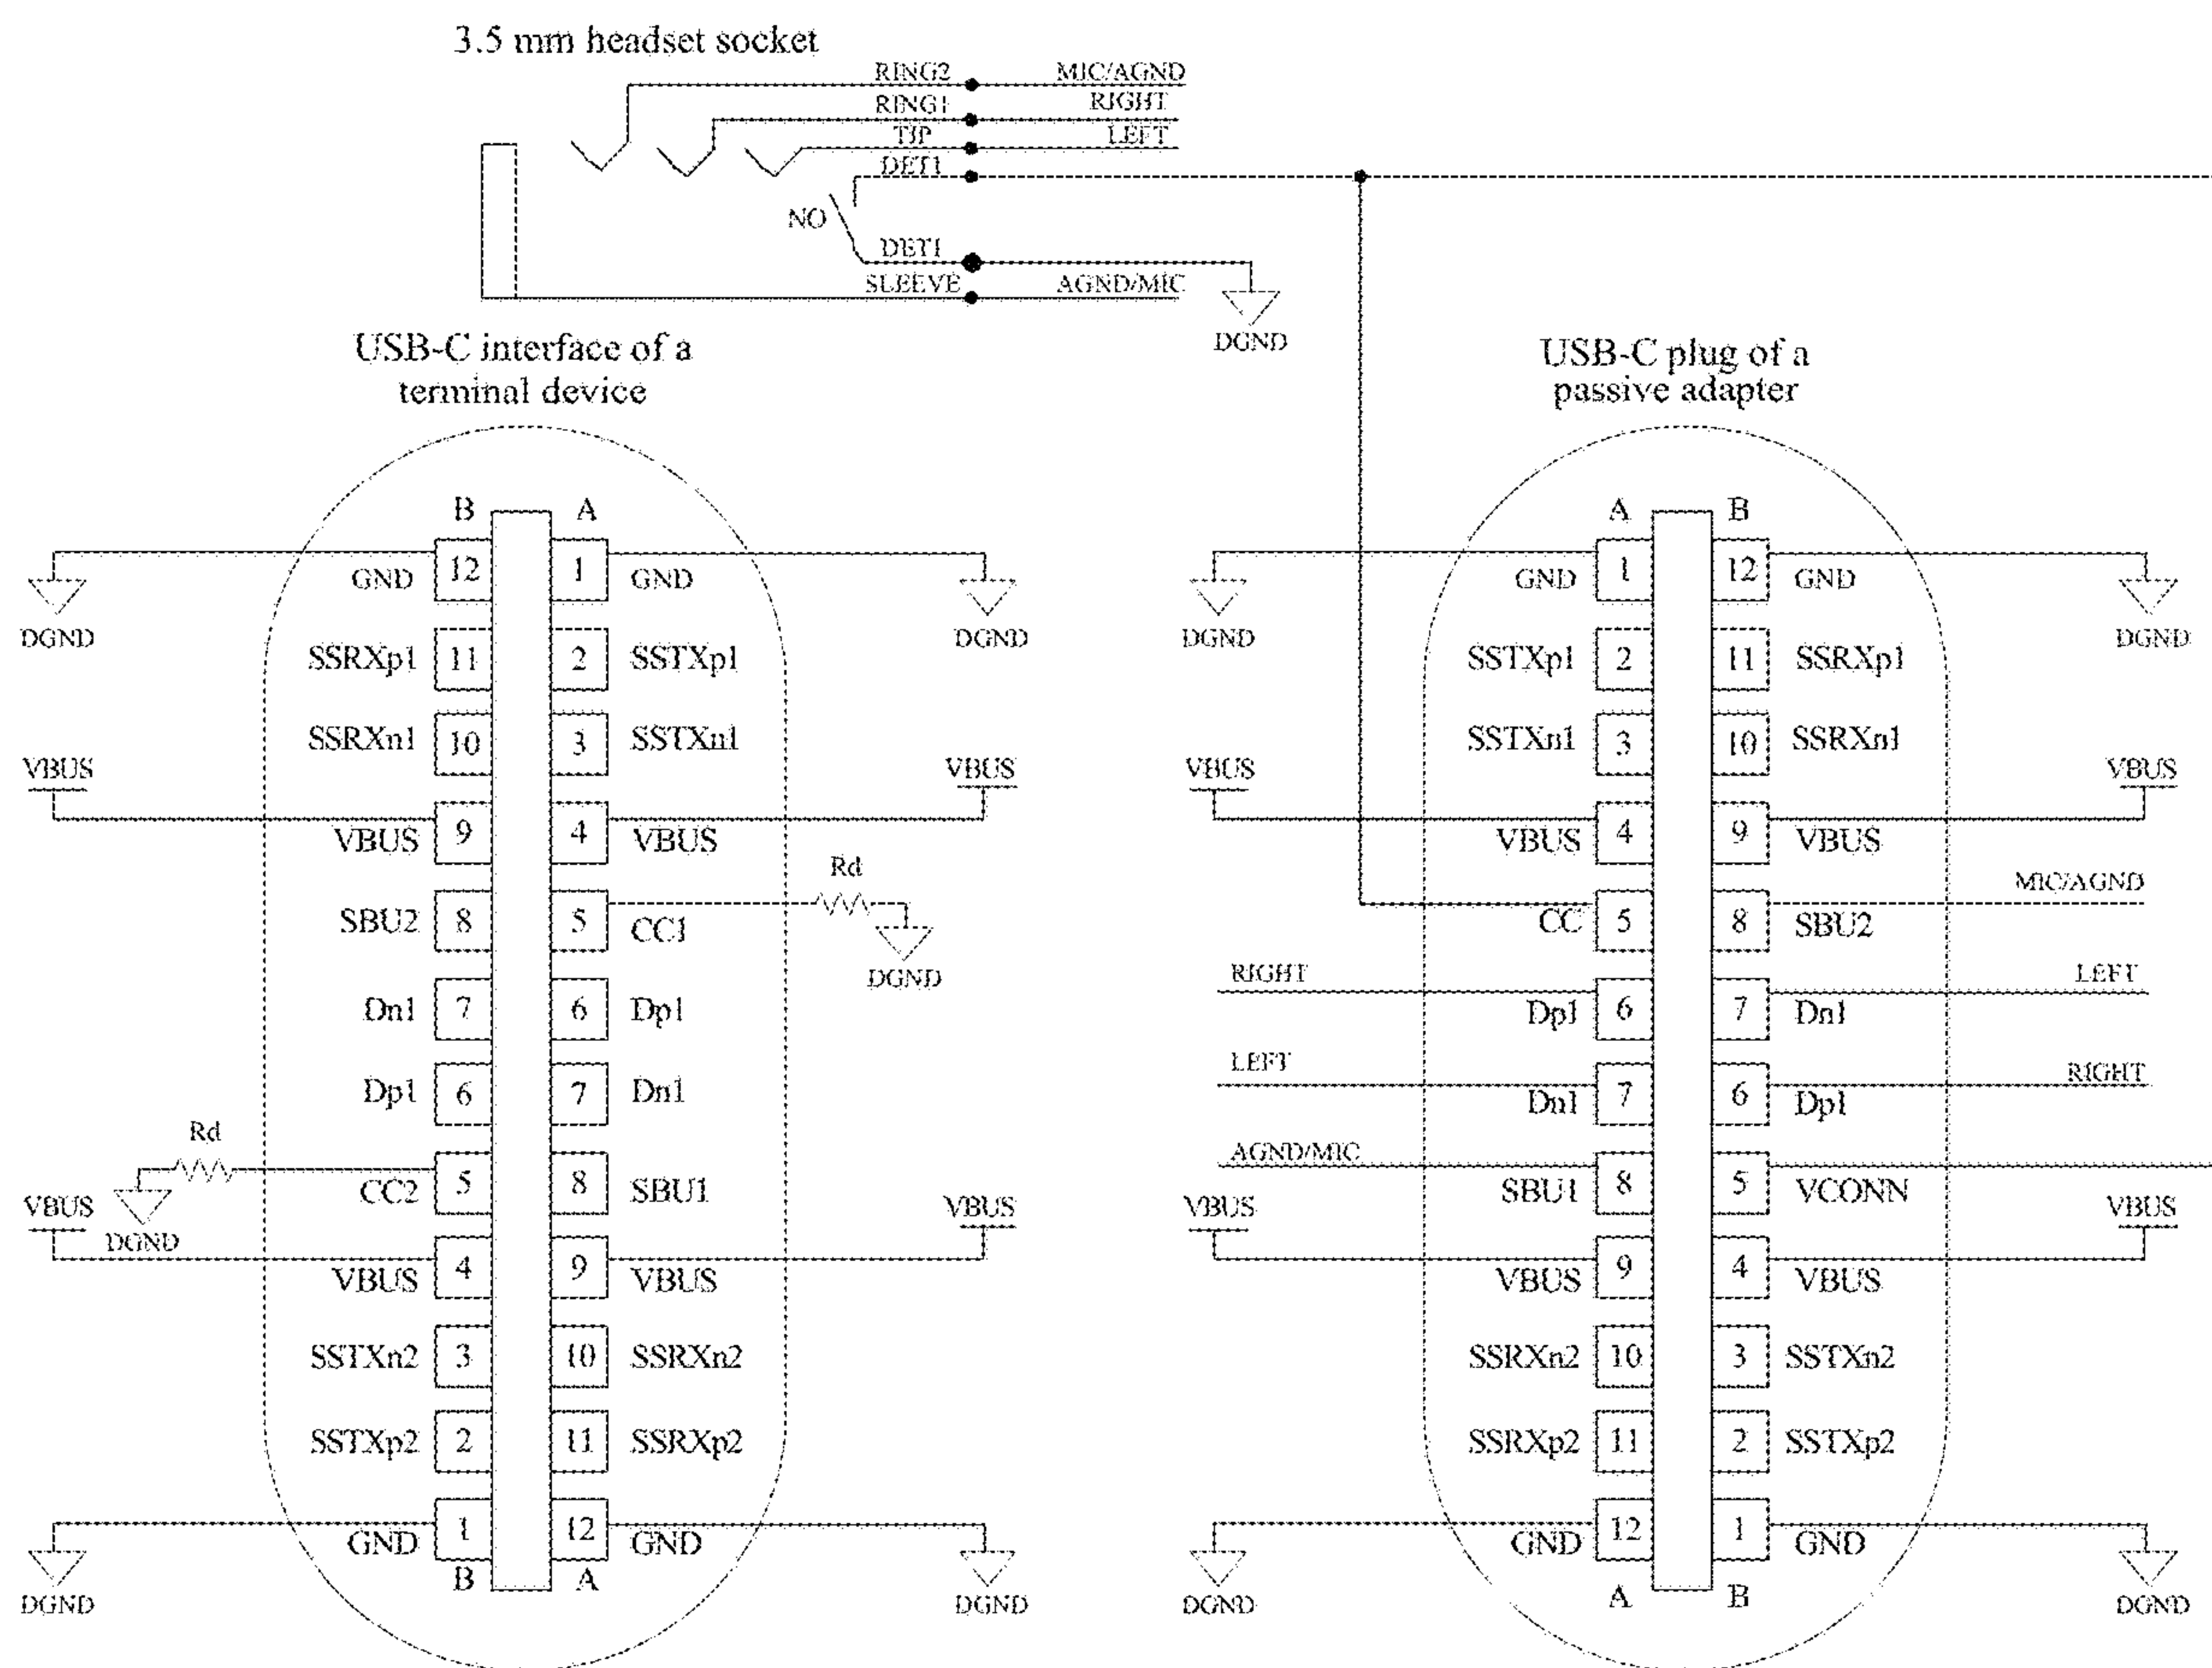 3.5 mm headset socket
RING2 MIC/AGND
RING1 RIGHT
TIP LEFT
DET1
NO
DET1
SLEEVE AGND/MIC
DGND
USB-C interface of a
terminal device
USB-C plug of a
passive adapter
B A
12 1
GND GND
DGND DGND
SSRXp1 11 2 SSTXp1
SSRXn1 10 3 SSTXn1
VBUS VBUS
VBUS 9 4 VBUS
Rd
SBU2 8 5 CC1
DGND
Dn1 7 6 Dp1
Dp1 6 7 Dn1
Rd
CC2 5 8 SBU1
VBUS VBUS
DGND
VBUS 4 9 VBUS
SSTXn2 3 10 SSRXn2
SSTXp2 2 11 SSRXp2
GND 1 12 GND
B A
DGND DGND
A B
1 12
GND GND
DGND DGND
SSTXp1 2 11 SSRXp1
SSTXn1 3 10 SSRXn1
VBUS VBUS
VBUS 4 9 VBUS
MIC/AGND
CC 5 8 SBU2
RIGHT LEFT
Dp1 6 7 Dn1
LEFT RIGHT
Dn1 7 6 Dp1
AGND/MIC
SBU1 8 5 VCONN
VBUS VBUS
VBUS 9 4 VBUS
SSRXn2 10 3 SSTXn2
SSRXp2 11 2 SSTXp2
GND 12 1 GND
A B
DGND DGND